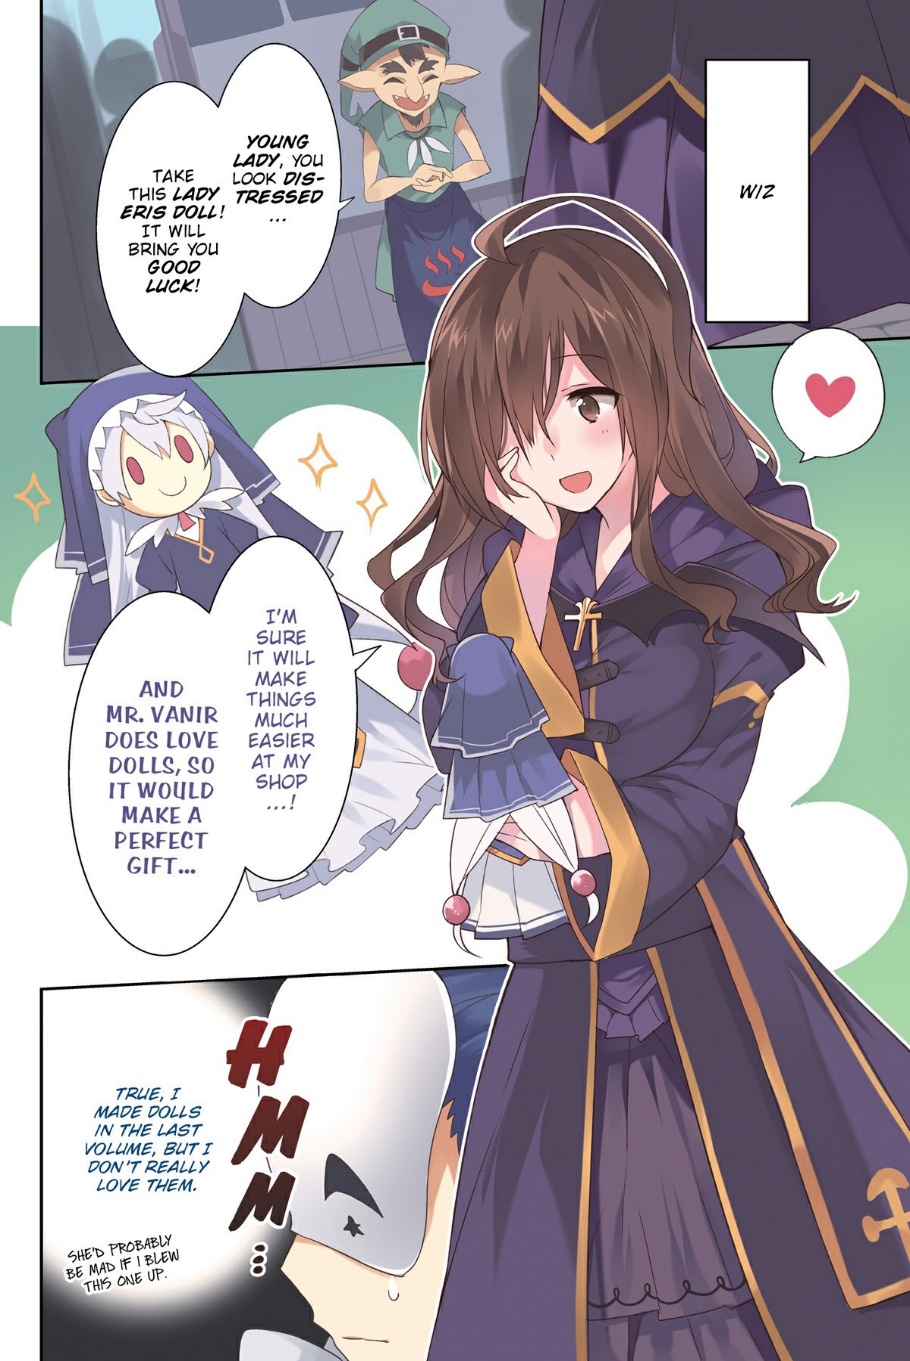 WIZ
YOUNG
LADY, YOU
LOOK DIS-
TRESSED
...
TAKE
THIS LADY
ERIS DOLL!
IT WILL
BRING YOU
GOOD
LUCK!
I'M
SURE
IT WILL
MAKE
THINGS
MUCH
EASIER
AT MY
SHOP
...!
AND
MR. VANIR
DOES LOVE
DOLLS, SO
IT WOULD
MAKE A
PERFECT
GIFT...
HMM...
TRUE, I
MADE DOLLS
IN THE LAST
VOLUME, BUT I
DON'T REALLY
LOVE THEM.
SHE'D PROBABLY
BE MAD IF I BLEW
THIS ONE UP.